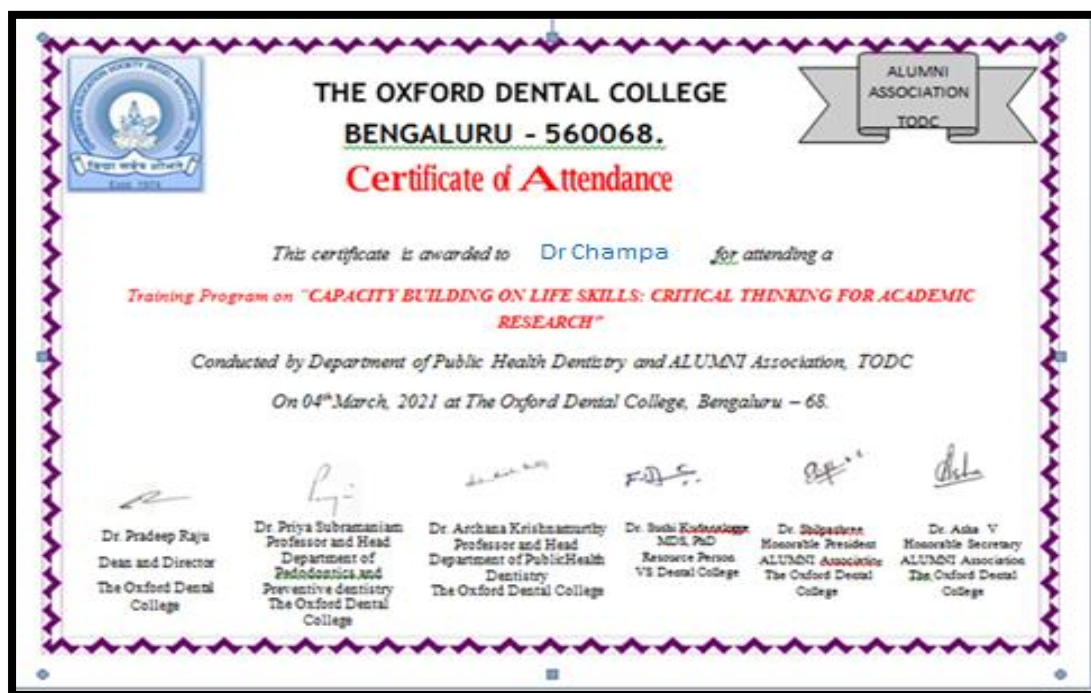 ALUMNI
ASSOCIATION
TODC
THE OXFORD DENTAL COLLEGE
BENGALURU - 560068.
Certificate of Attendance
This certificate is awarded to Dr Champa for attending a
Training Program on "CAPACITY BUILDING ON LIFE SKILLS: CRITICAL THINKING FOR ACADEMIC
RESEARCH"
Conducted by Department of Public Health Dentistry and ALUMNI Association, TODC
On 04th March, 2021 at The Oxford Dental College, Bengaluru – 68.
Dr. Pradeep Raju
Dean and Director
The Oxford Dental
College
Dr. Priya Subramaniam
Professor and Head
Department of
Pedodontics and
Preventive dentistry
The Oxford Dental
College
Dr. Archana Krishnamurthy
Professor and Head
Department of PublicHealth
Dentistry
The Oxford Dental College
Dr.
MDS, PhD
Resource Person
VS Dental College
Dr. Shilpashree
Honorable President
ALUMNI Association
The Oxford Dental
College
Dr. Asha V
Honorable Secretary
ALUMNI Association
The Oxford Dental
College